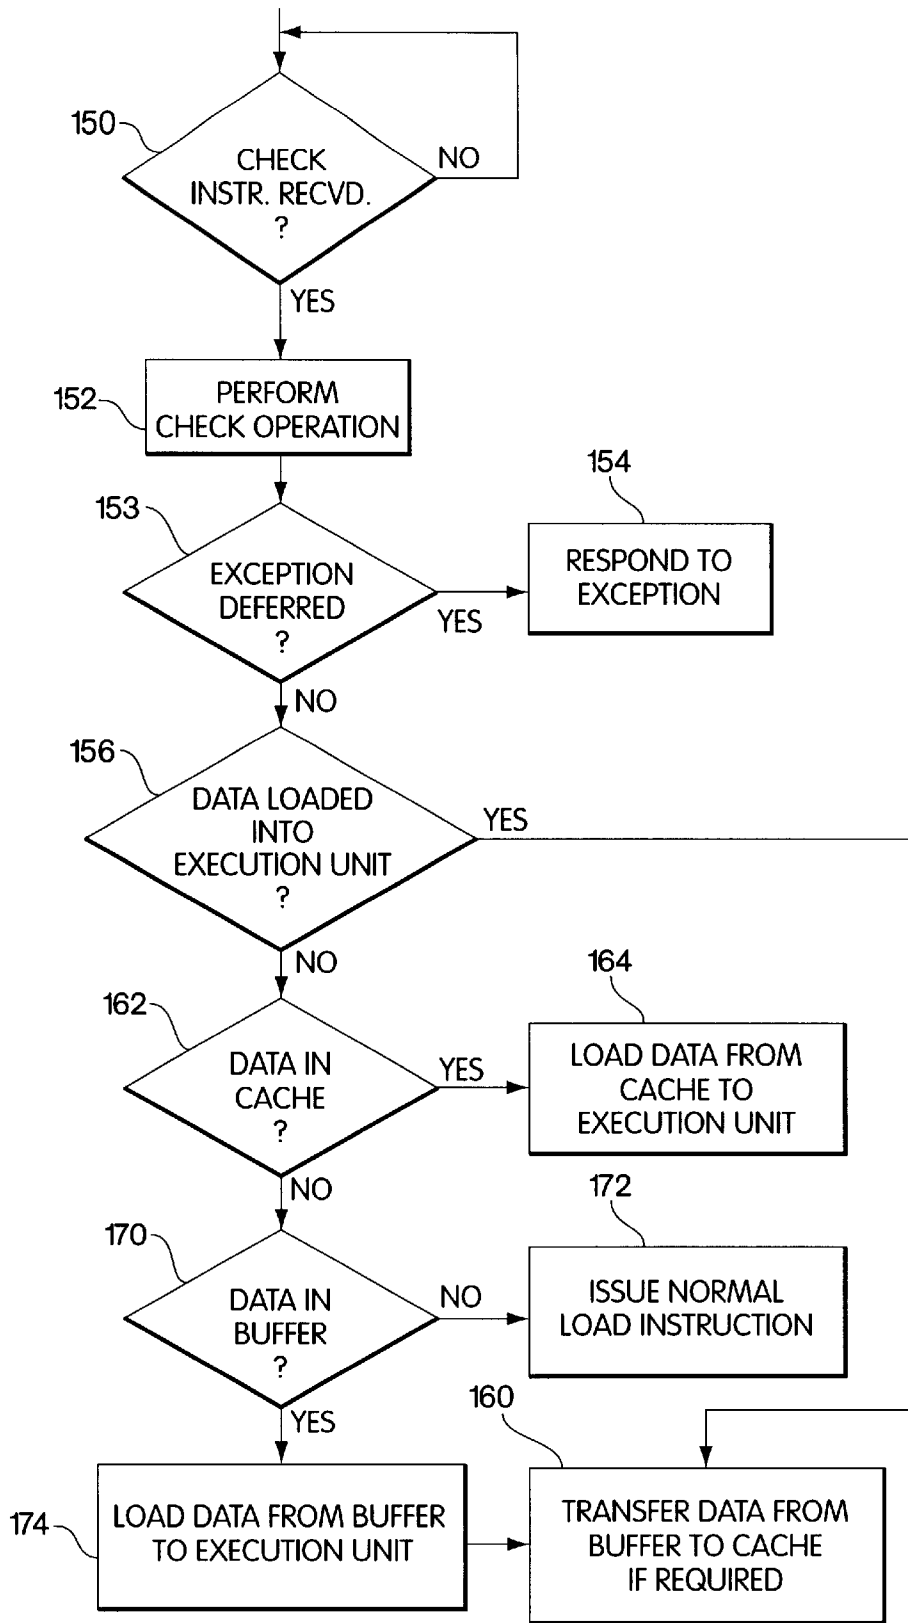 150
CHECK
INSTR. RECVD.
?
NO
YES
152
PERFORM
CHECK OPERATION
153
EXCEPTION
DEFERRED
?
YES
154
RESPOND TO
EXCEPTION
NO
156
DATA LOADED
INTO
EXECUTION UNIT
?
YES
NO
162
DATA IN
CACHE
?
YES
164
LOAD DATA FROM
CACHE TO
EXECUTION UNIT
NO
170
DATA IN
BUFFER
?
NO
172
ISSUE NORMAL
LOAD INSTRUCTION
YES
174
LOAD DATA FROM BUFFER
TO EXECUTION UNIT
160
TRANSFER DATA FROM
BUFFER TO CACHE
IF REQUIRED